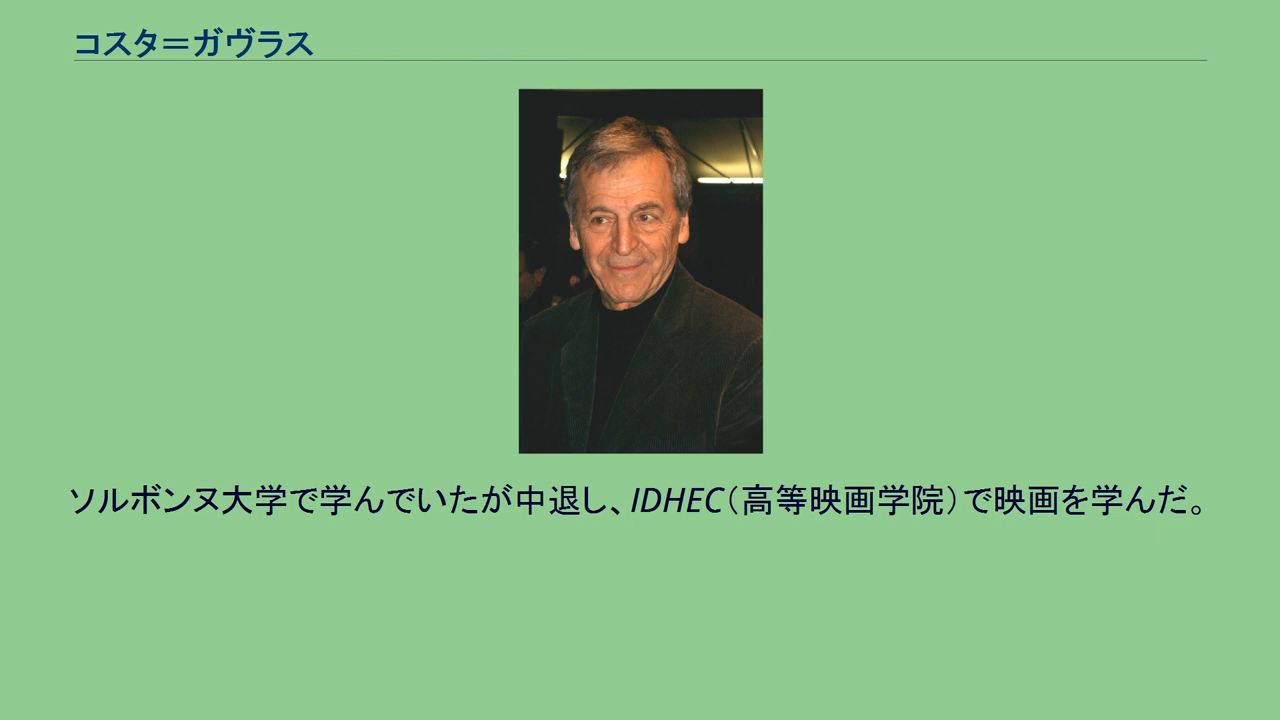 コスタ＝ガヴラス
ソルボンヌ大学で学んでいたが中退し、IDHEC（高等映画学院）で映画を学んだ。